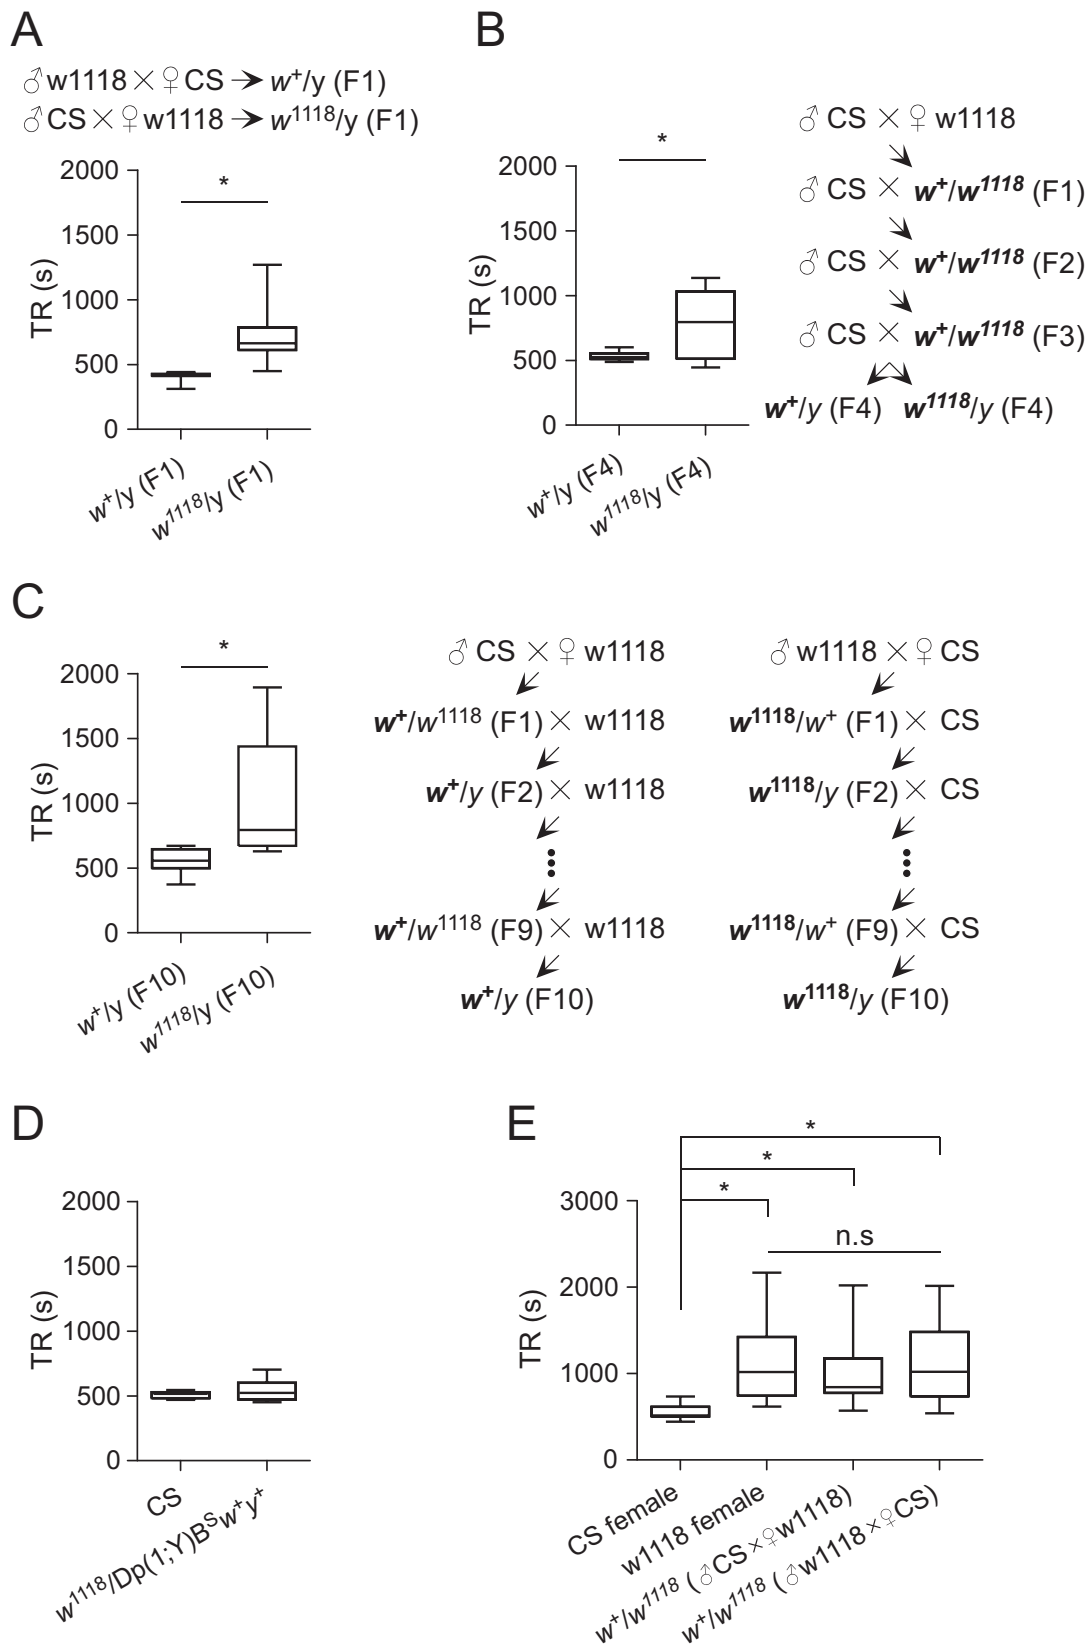 A
♂w1118 × ♀CS → w⁺/y (F1)
♂CS × ♀w1118 → w¹¹¹⁸/y (F1)
TR (s)
2000
1500
1000
500
0
*
w⁺/y (F1)
w¹¹¹⁸/y (F1)
B
TR (s)
2000
1500
1000
500
0
*
w⁺/y (F4)
w¹¹¹⁸/y (F4)
♂ CS × ♀ w1118
♂ CS × w⁺/w¹¹¹⁸ (F1)
♂ CS × w⁺/w¹¹¹⁸ (F2)
♂ CS × w⁺/w¹¹¹⁸ (F3)
w⁺/y (F4) w¹¹¹⁸/y (F4)
C
TR (s)
2000
1500
1000
500
0
*
w⁺/y (F10)
w¹¹¹⁸/y (F10)
♂ CS × ♀ w1118
w⁺/w¹¹¹⁸ (F1) × w1118
w⁺/y (F2) × w1118
w⁺/w¹¹¹⁸ (F9) × w1118
w⁺/y (F10)
♂ w1118 × ♀ CS
w¹¹¹⁸/w⁺ (F1) × CS
w¹¹¹⁸/y (F2) × CS
w¹¹¹⁸/w⁺ (F9) × CS
w¹¹¹⁸/y (F10)
D
TR (s)
2000
1500
1000
500
0
CS
w¹¹¹⁸/Dp(1;Y)Bˢw⁺y⁺
E
TR (s)
3000
2000
1000
0
*
*
*
n.s
CS female
w1118 female
w⁺/w¹¹¹⁸ (♂CS×♀w1118)
w⁺/w¹¹¹⁸ (♂w1118×♀CS)